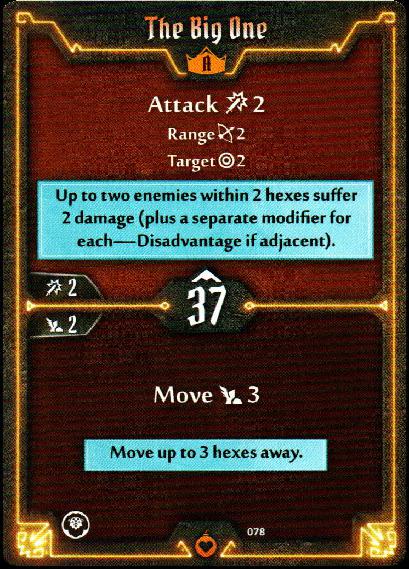 The Big One
A
Attack 2
Range 2
Target 2
Up to two enemies within 2 hexes suffer
2 damage (plus a separate modifier for
each—Disadvantage if adjacent).
2
37
2
Move 3
Move up to 3 hexes away.
078